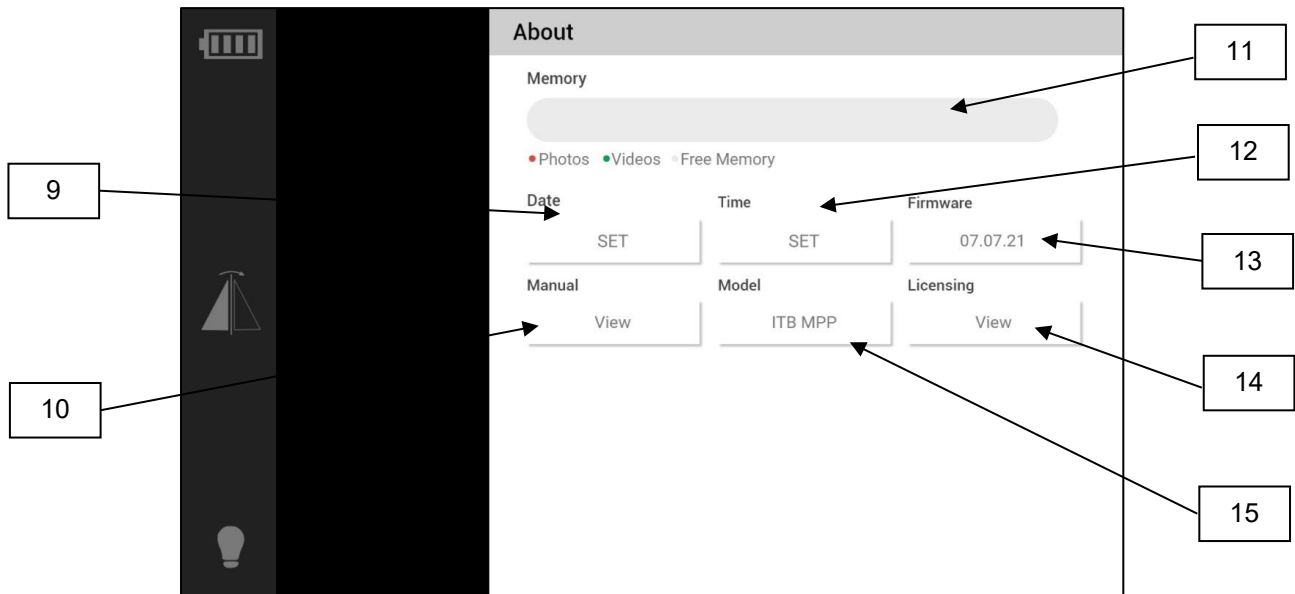 About
11
Memory
12
•Photos •Videos •Free Memory
9
Date Time Firmware
SET SET 07.07.21
13
Manual Model Licensing
View ITB MPP View
14
10
15